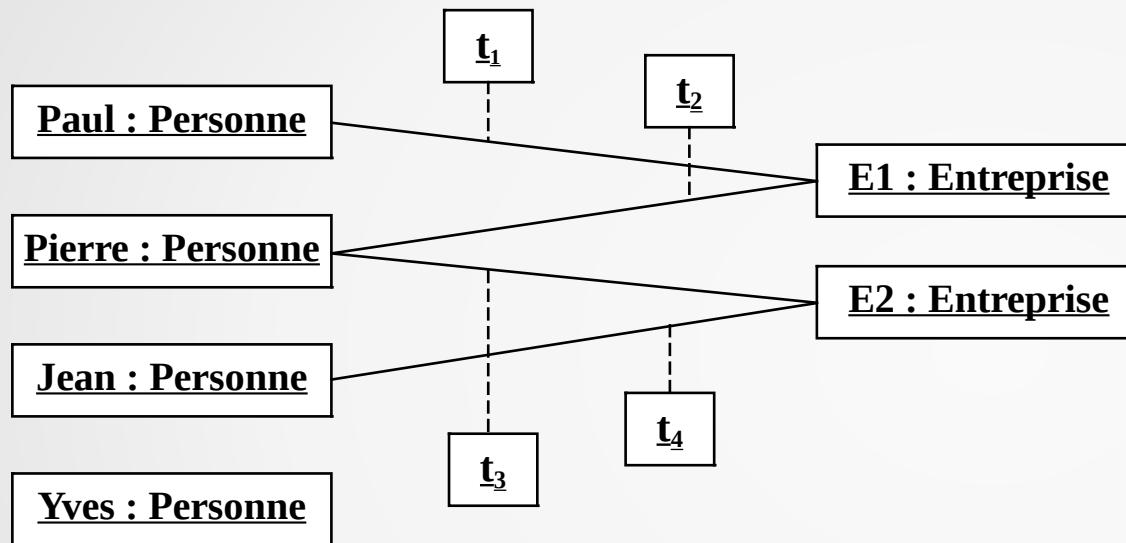 t₁
t₂
Paul : Personne
E1 : Entreprise
Pierre : Personne
E2 : Entreprise
Jean : Personne
t₄
t₃
Yves : Personne